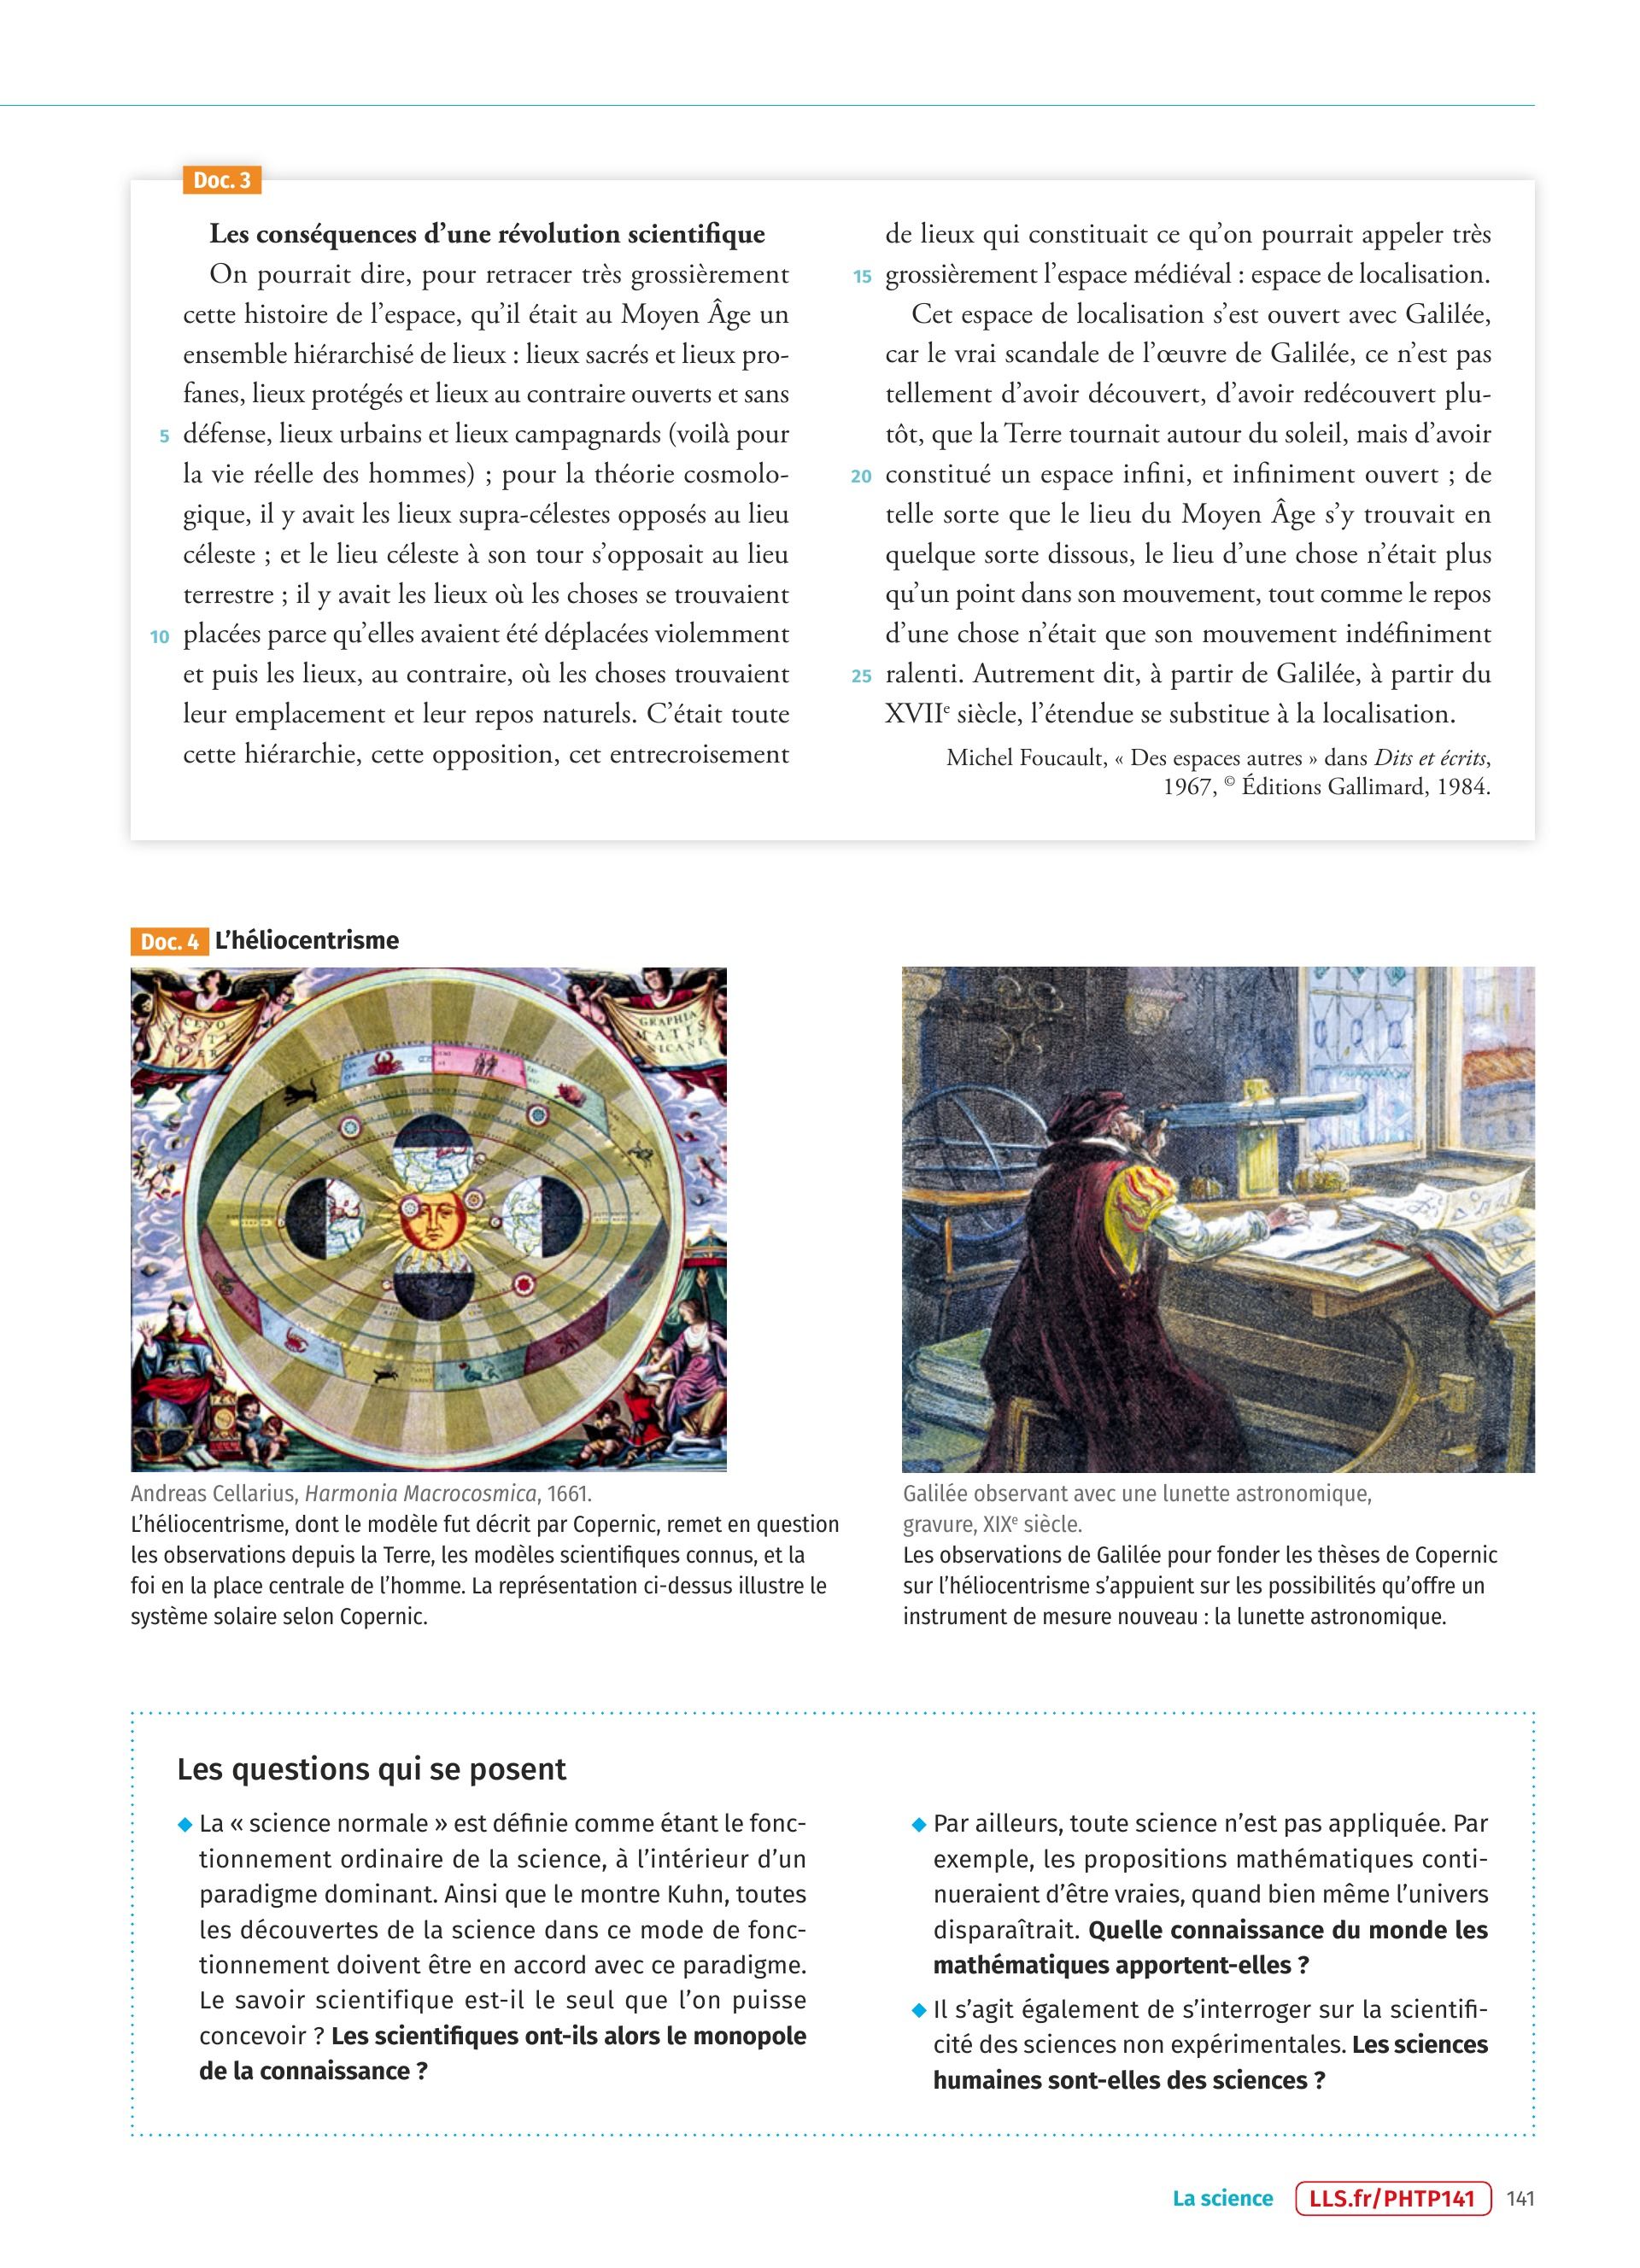 Doc. 3
Les conséquences d’une révolution scientifique
On pourrait dire, pour retracer très grossièrement
cette histoire de l’espace, qu’il était au Moyen Âge un
ensemble hiérarchisé de lieux : lieux sacrés et lieux pro-
fanes, lieux protégés et lieux au contraire ouverts et sans
5 défense, lieux urbains et lieux campagnards (voilà pour
la vie réelle des hommes) ; pour la théorie cosmolo-
gique, il y avait les lieux supra-célestes opposés au lieu
céleste ; et le lieu céleste à son tour s’opposait au lieu
terrestre ; il y avait les lieux où les choses se trouvaient
10 placées parce qu’elles avaient été déplacées violemment
et puis les lieux, au contraire, où les choses trouvaient
leur emplacement et leur repos naturels. C’était toute
cette hiérarchie, cette opposition, cet entrecroisement
de lieux qui constituait ce qu’on pourrait appeler très
15 grossièrement l’espace médiéval : espace de localisation.
Cet espace de localisation s’est ouvert avec Galilée,
car le vrai scandale de l’œuvre de Galilée, ce n’est pas
tellement d’avoir découvert, d’avoir redécouvert plu-
tôt, que la Terre tournait autour du soleil, mais d’avoir
20 constitué un espace infini, et infiniment ouvert ; de
telle sorte que le lieu du Moyen Âge s’y trouvait en
quelque sorte dissous, le lieu d’une chose n’était plus
qu’un point dans son mouvement, tout comme le repos
d’une chose n’était que son mouvement indéfiniment
25 ralenti. Autrement dit, à partir de Galilée, à partir du
XVIIe siècle, l’étendue se substitue à la localisation.
Michel Foucault, « Des espaces autres » dans Dits et écrits,
1967, © Éditions Gallimard, 1984.
Doc. 4 L’héliocentrisme
GRAPHIA
MATIS
NICANI
Andreas Cellarius, Harmonia Macrocosmica, 1661.
L’héliocentrisme, dont le modèle fut décrit par Copernic, remet en question
les observations depuis la Terre, les modèles scientifiques connus, et la
foi en la place centrale de l’homme. La représentation ci-dessus illustre le
système solaire selon Copernic.
Galilée observant avec une lunette astronomique,
gravure, XIXe siècle.
Les observations de Galilée pour fonder les thèses de Copernic
sur l’héliocentrisme s’appuient sur les possibilités qu’offre un
instrument de mesure nouveau : la lunette astronomique.
Les questions qui se posent
◆ La « science normale » est définie comme étant le fonc-
tionnement ordinaire de la science, à l’intérieur d’un
paradigme dominant. Ainsi que le montre Kuhn, toutes
les découvertes de la science dans ce mode de fonc-
tionnement doivent être en accord avec ce paradigme.
Le savoir scientifique est-il le seul que l’on puisse
concevoir ? Les scientifiques ont-ils alors le monopole
de la connaissance ?
◆ Par ailleurs, toute science n’est pas appliquée. Par
exemple, les propositions mathématiques conti-
nueraient d’être vraies, quand bien même l’univers
disparaîtrait. Quelle connaissance du monde les
mathématiques apportent-elles ?
◆ Il s’agit également de s’interroger sur la scientifi-
cité des sciences non expérimentales. Les sciences
humaines sont-elles des sciences ?
La science LLS.fr/PHTP141 141